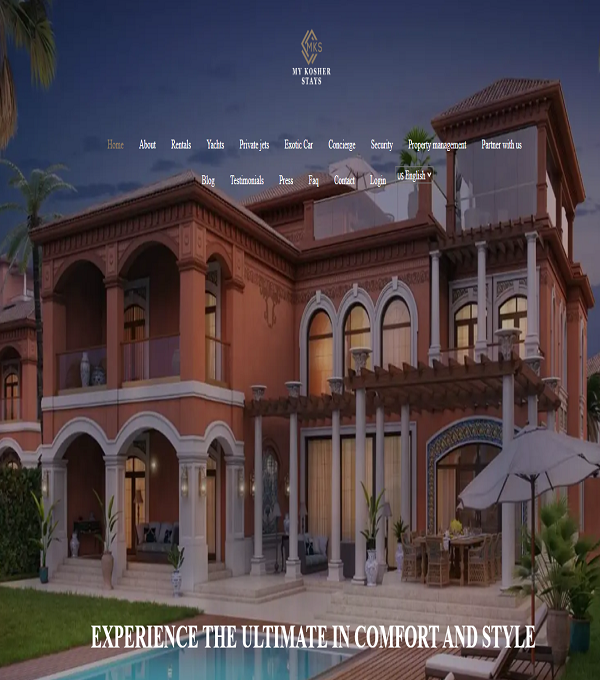 MKS
MY KOSHER
STAYS
Home About Rentals Yachts Private jets Exotic Car Concierge Security Property management Partner with us
Blog Testimonials Press Faq Contact Login us English
EXPERIENCE THE ULTIMATE IN COMFORT AND STYLE